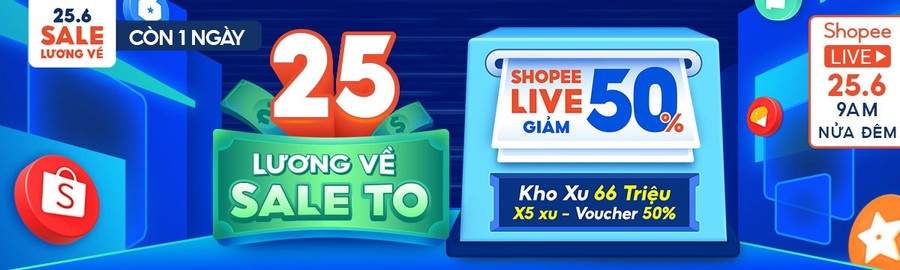 25.6
SALE
LƯƠNG VỀ
CÒN 1 NGÀY
25
LƯƠNG VỀ
SALE TO
SHOPEE
LIVE
GIẢM
50%
Kho Xu 66 Triệu
X5 xu - Voucher 50%
Shopee
LIVE
25.6
9AM
NỬA ĐÊM
S